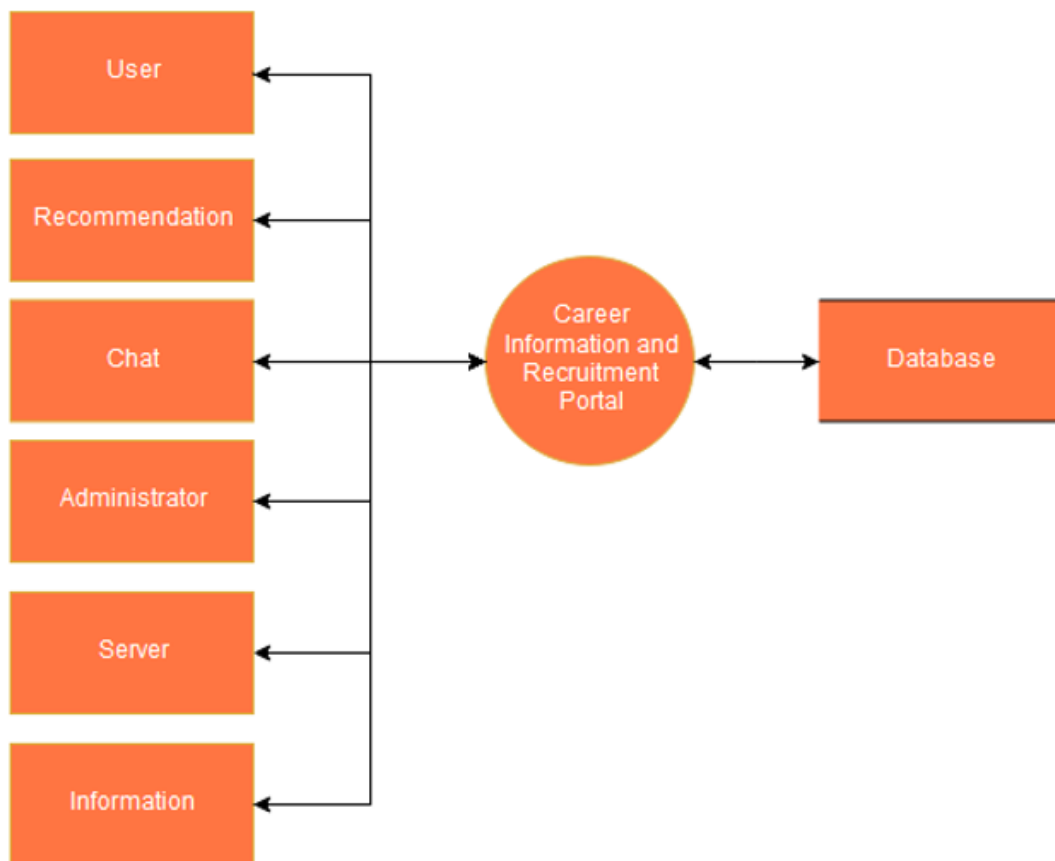 User
Recommendation
Chat
Administrator
Server
Information
Career
Information and
Recruitment
Portal
Database